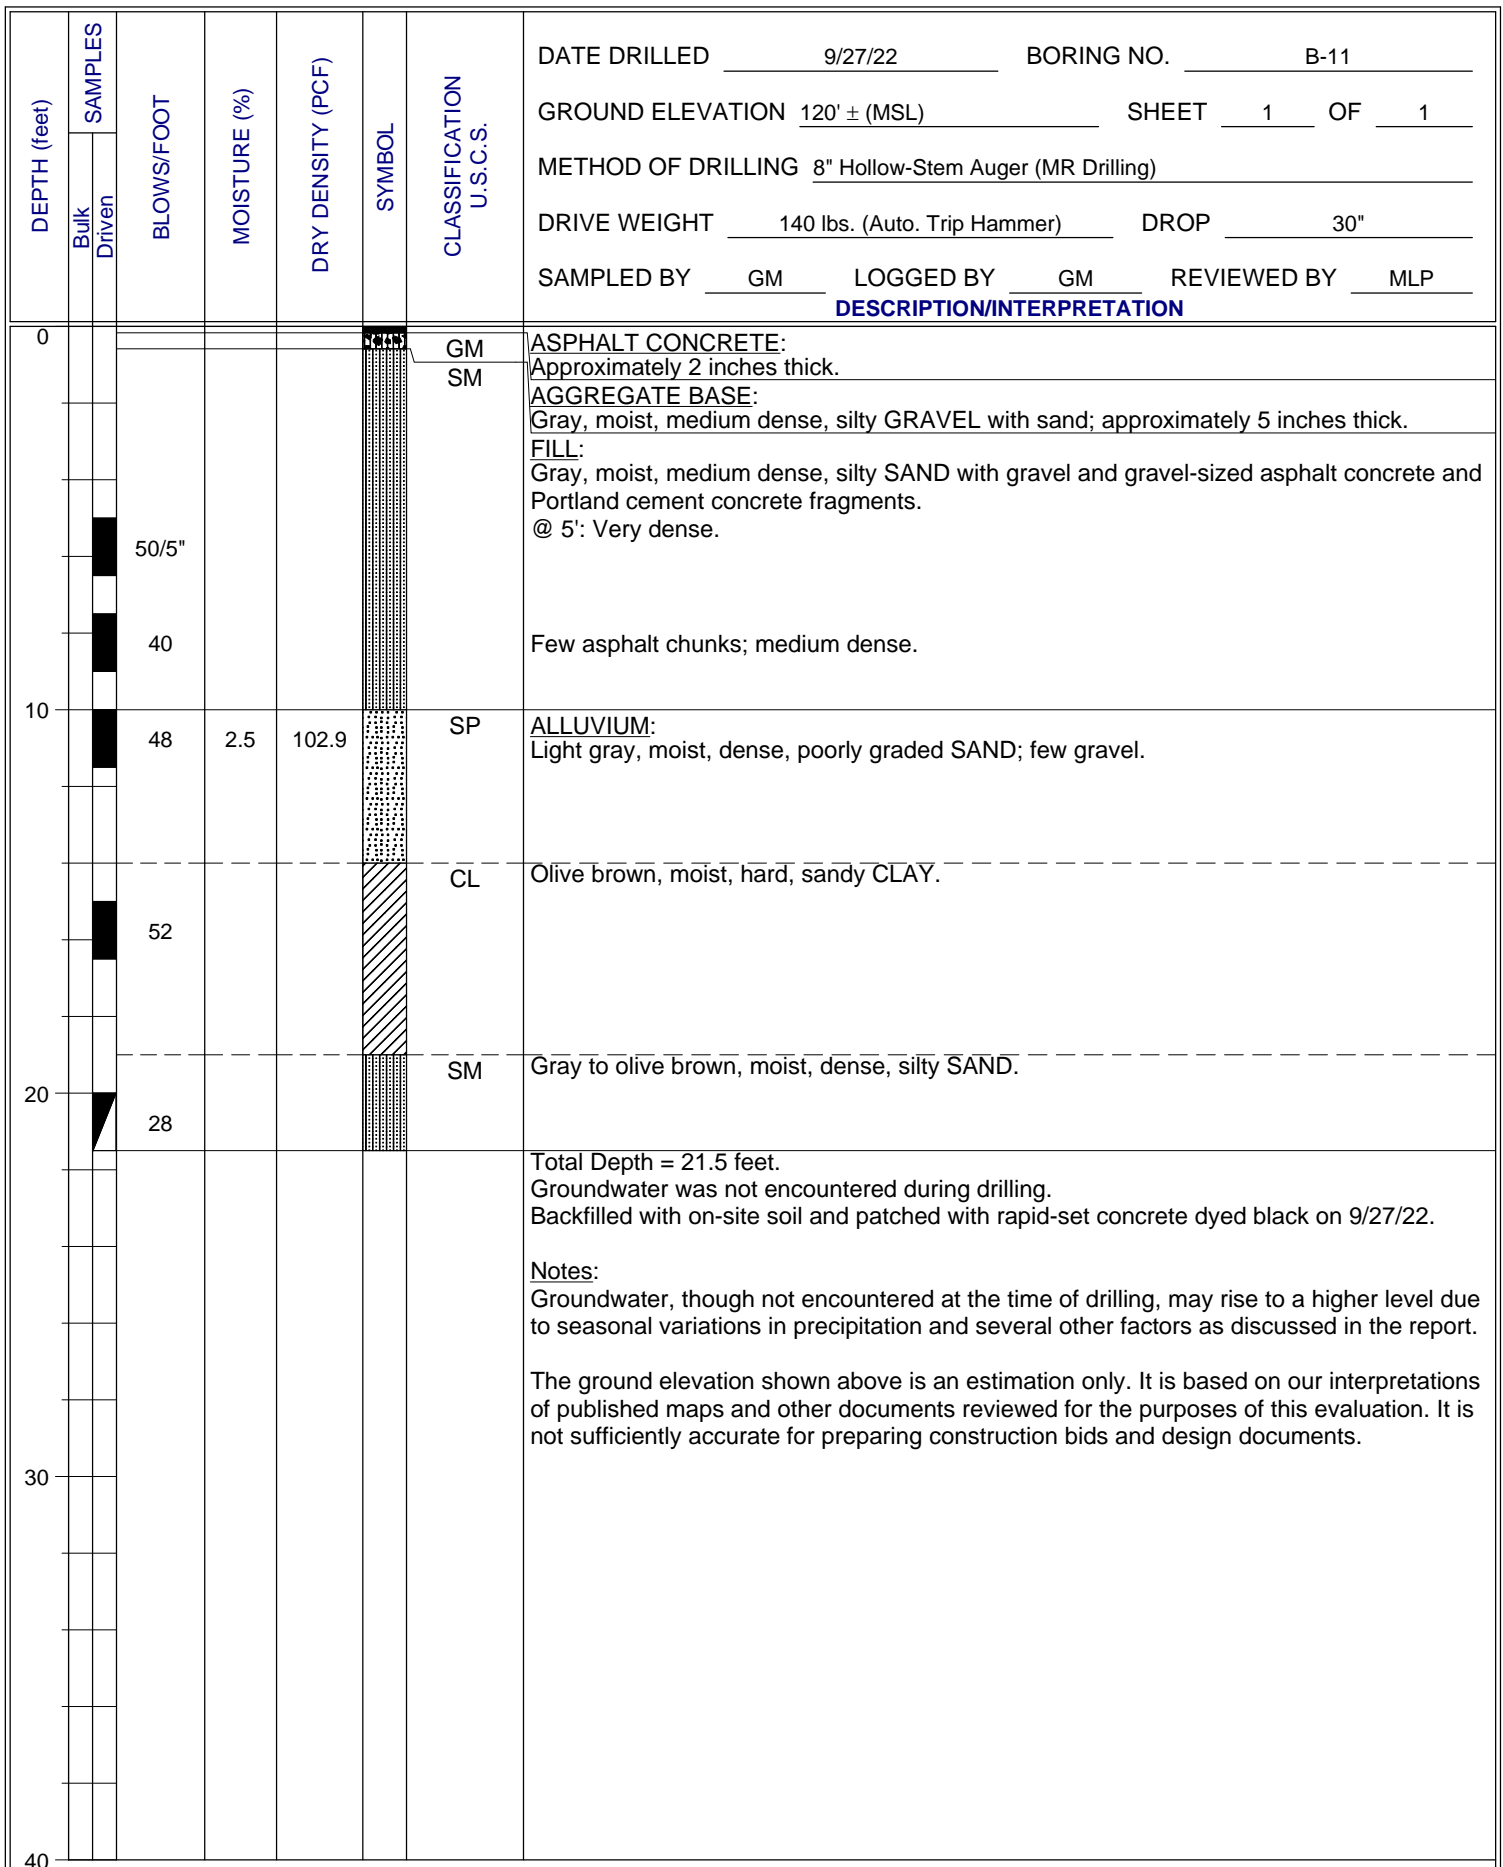 DEPTH (feet)
SAMPLES
Bulk
Driven
BLOWS/FOOT
MOISTURE (%)
DRY DENSITY (PCF)
SYMBOL
CLASSIFICATION
U.S.C.S.
DATE DRILLED 9/27/22 BORING NO. B-11
GROUND ELEVATION 120' ± (MSL) SHEET 1 OF 1
METHOD OF DRILLING 8" Hollow-Stem Auger (MR Drilling)
DRIVE WEIGHT 140 lbs. (Auto. Trip Hammer) DROP 30"
SAMPLED BY GM LOGGED BY GM REVIEWED BY MLP
DESCRIPTION/INTERPRETATION
0
GM
ASPHALT CONCRETE:
Approximately 2 inches thick.
SM
AGGREGATE BASE:
Gray, moist, medium dense, silty GRAVEL with sand; approximately 5 inches thick.
FILL:
Gray, moist, medium dense, silty SAND with gravel and gravel-sized asphalt concrete and
Portland cement concrete fragments.
@ 5': Very dense.
50/5"
40 Few asphalt chunks; medium dense.
10
SP ALLUVIUM:
48 2.5 102.9 Light gray, moist, dense, poorly graded SAND; few gravel.
CL Olive brown, moist, hard, sandy CLAY.
52
SM Gray to olive brown, moist, dense, silty SAND.
20
28
Total Depth = 21.5 feet.
Groundwater was not encountered during drilling.
Backfilled with on-site soil and patched with rapid-set concrete dyed black on 9/27/22.
Notes:
Groundwater, though not encountered at the time of drilling, may rise to a higher level due
to seasonal variations in precipitation and several other factors as discussed in the report.
The ground elevation shown above is an estimation only. It is based on our interpretations
of published maps and other documents reviewed for the purposes of this evaluation. It is
not sufficiently accurate for preparing construction bids and design documents.
30
40